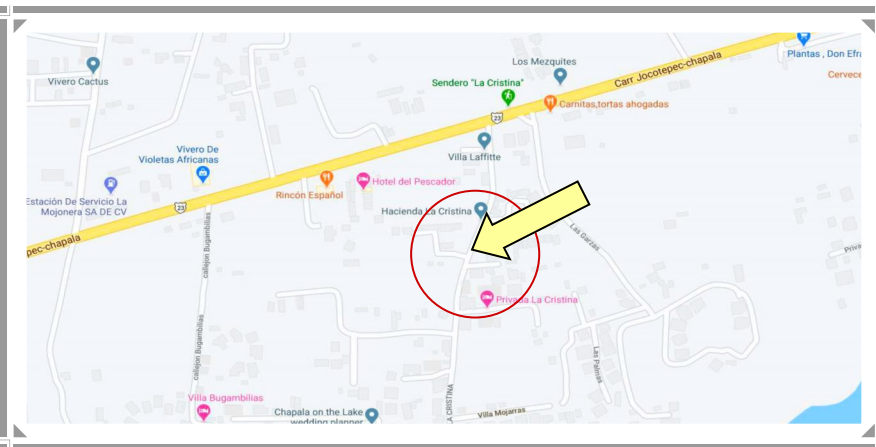 Plantas , Don Efra
Los Mezquites
Carr Jocotepec-chapala
Vivero Cactus
Cervece
Sendero "La Cristina"
Carnitas,tortas ahogadas
23
Vivero De
Violetas Africanas
Villa Laffitte
Hotel del Pescador
Rincón Español
Estación De Servicio La
Mojonera SA DE CV
23
Hacienda La Cristina
callejon Bugambilias
Las Garzas
pec-chapala
Priva
Privada La Cristina
callejon Bugambilias
Las Palmas
Villa Bugambilias
LA CRISTINA
Chapala on the Lake
wedding planner
Villa Mojarras